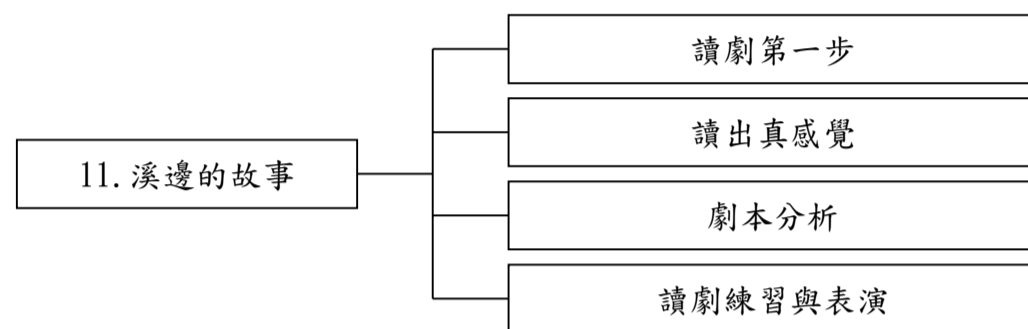 11.溪邊的故事
讀劇第一步
讀出真感覺
劇本分析
讀劇練習與表演